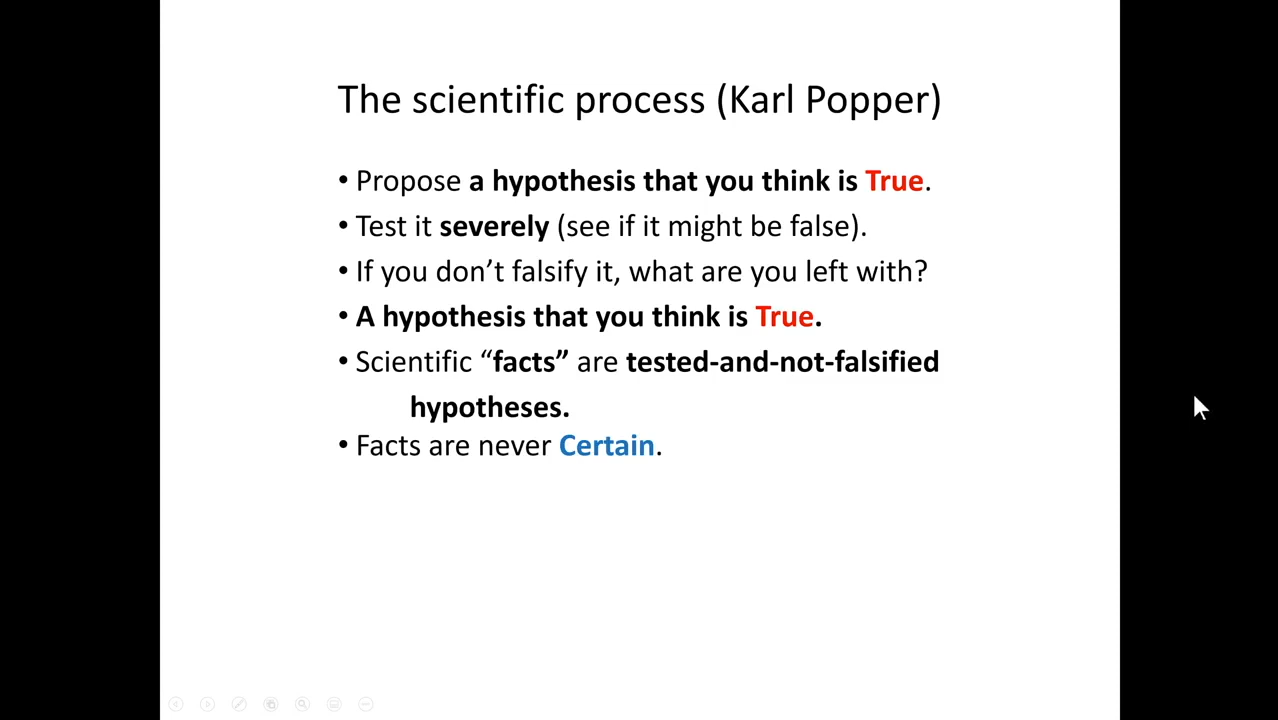 The scientific process (Karl Popper)
• Propose a hypothesis that you think is True.
• Test it severely (see if it might be false).
• If you don’t falsify it, what are you left with?
• A hypothesis that you think is True.
• Scientific “facts” are tested-and-not-falsified
hypotheses.
• Facts are never Certain.